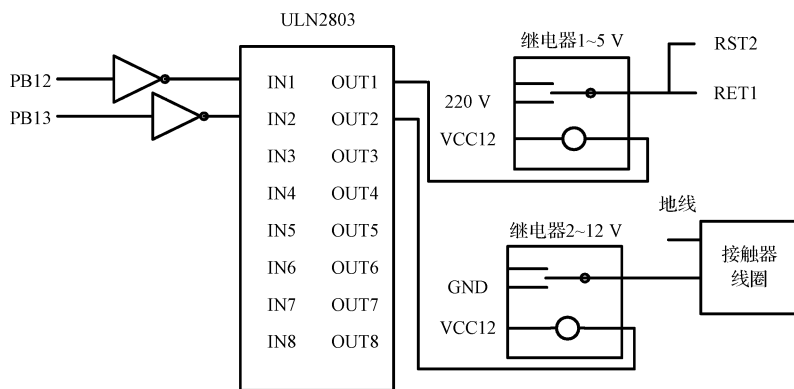 ULN2803
PB12
PB13
IN1 OUT1
IN2 OUT2
IN3 OUT3
IN4 OUT4
IN5 OUT5
IN6 OUT6
IN7 OUT7
IN8 OUT8
继电器1~5 V
220 V
VCC12
RST2
RET1
继电器2~12 V
GND
VCC12
地线
接触器
线圈